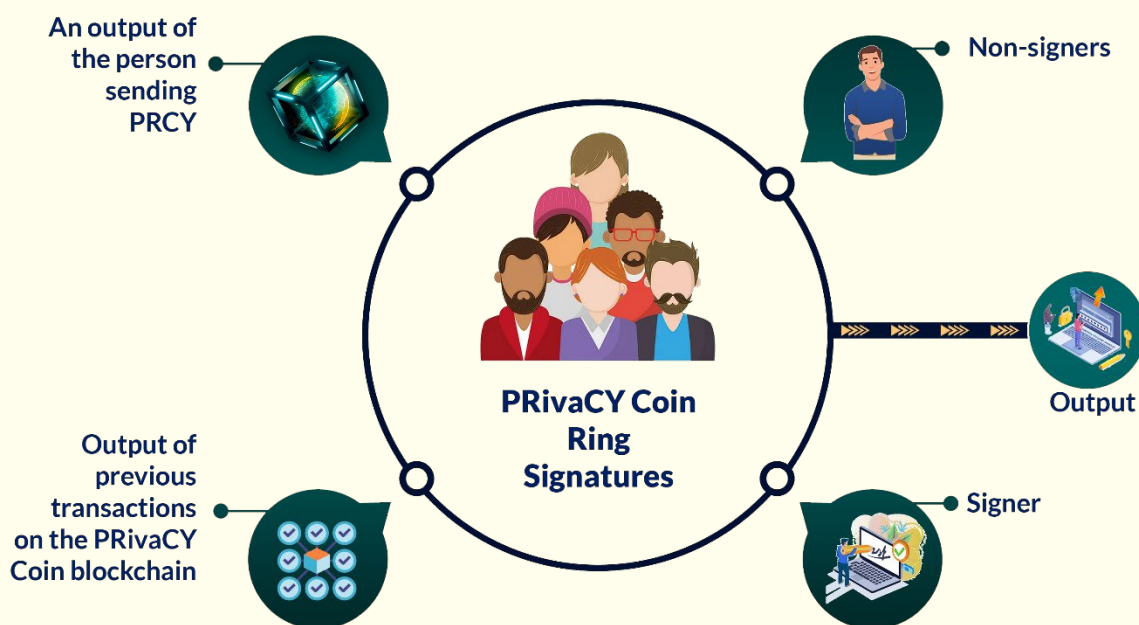 An output of
the person
sending
PRCY
Non-signers
PRivaCY Coin
Ring
Signatures
Output
Output of
previous
transactions
on the PRivaCY
Coin blockchain
Signer